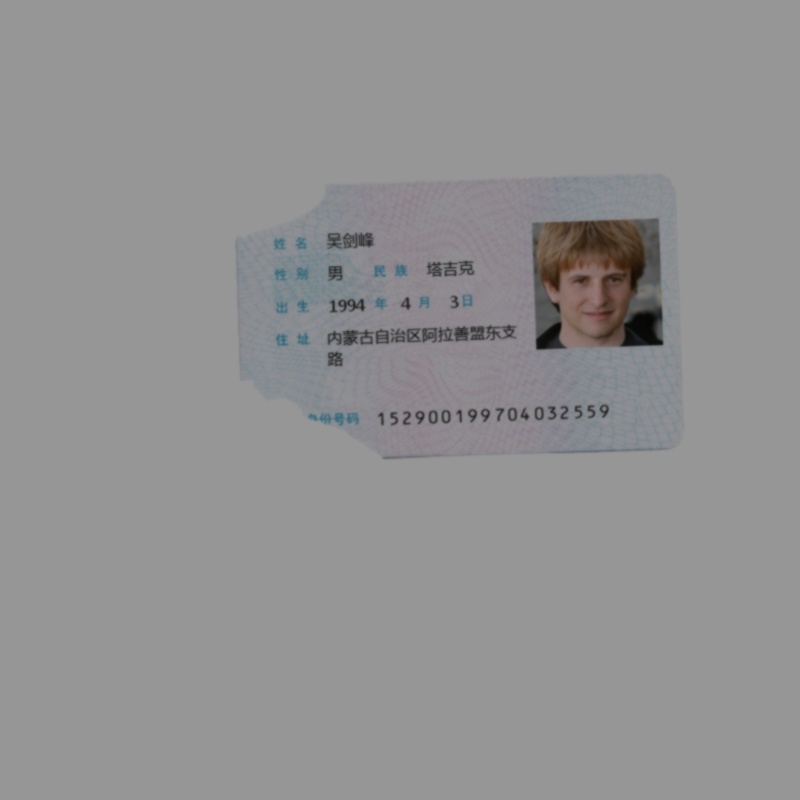 姓名 吴剑峰
性别 男 民族 塔吉克
出生 1994 年 4 月 3日
住址 内蒙古自治区阿拉善盟东支
路
份号码 152900199704032559